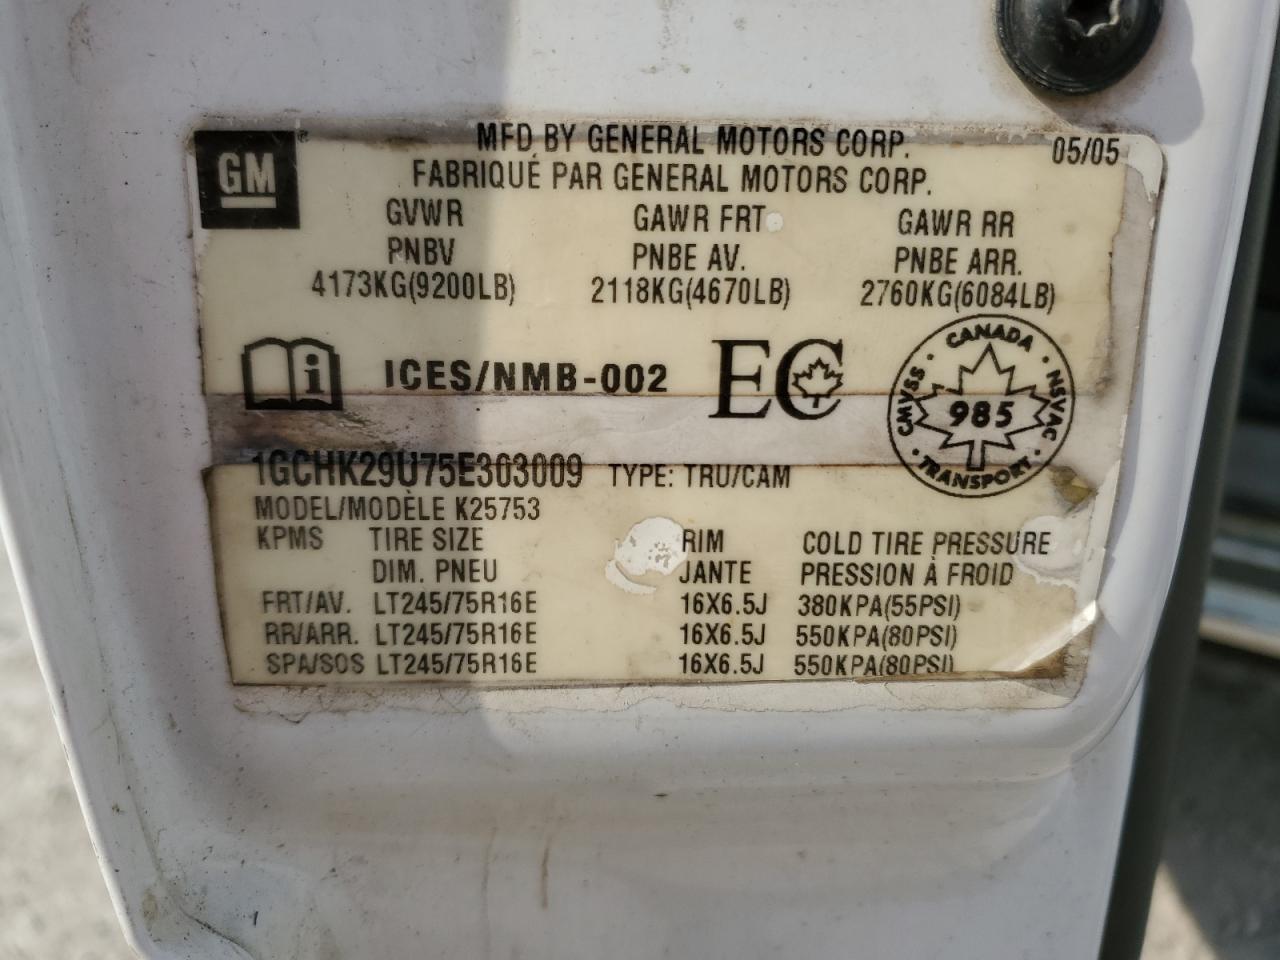 GM
MFD BY GENERAL MOTORS CORP. 05/05
FABRIQUÉ PAR GENERAL MOTORS CORP.
GVWR GAWR FRT GAWR RR
PNBV PNBE AV. PNBE ARR.
4173KG(9200LB) 2118KG(4670LB) 2760KG(6084LB)
i ICES/NMB-002 EC
CANADA
CMVSS 985 NSVAC
TRANSPORT
1GCHK29U75E303009 TYPE: TRU/CAM
MODEL/MODÈLE K25753
KPMS TIRE SIZE RIM COLD TIRE PRESSURE
DIM. PNEU JANTE PRESSION À FROID
FRT/AV. LT245/75R16E 16X6.5J 380KPA(55PSI)
RR/ARR. LT245/75R16E 16X6.5J 550KPA(80PSI)
SPA/SOS LT245/75R16E 16X6.5J 550KPA(80PSI)